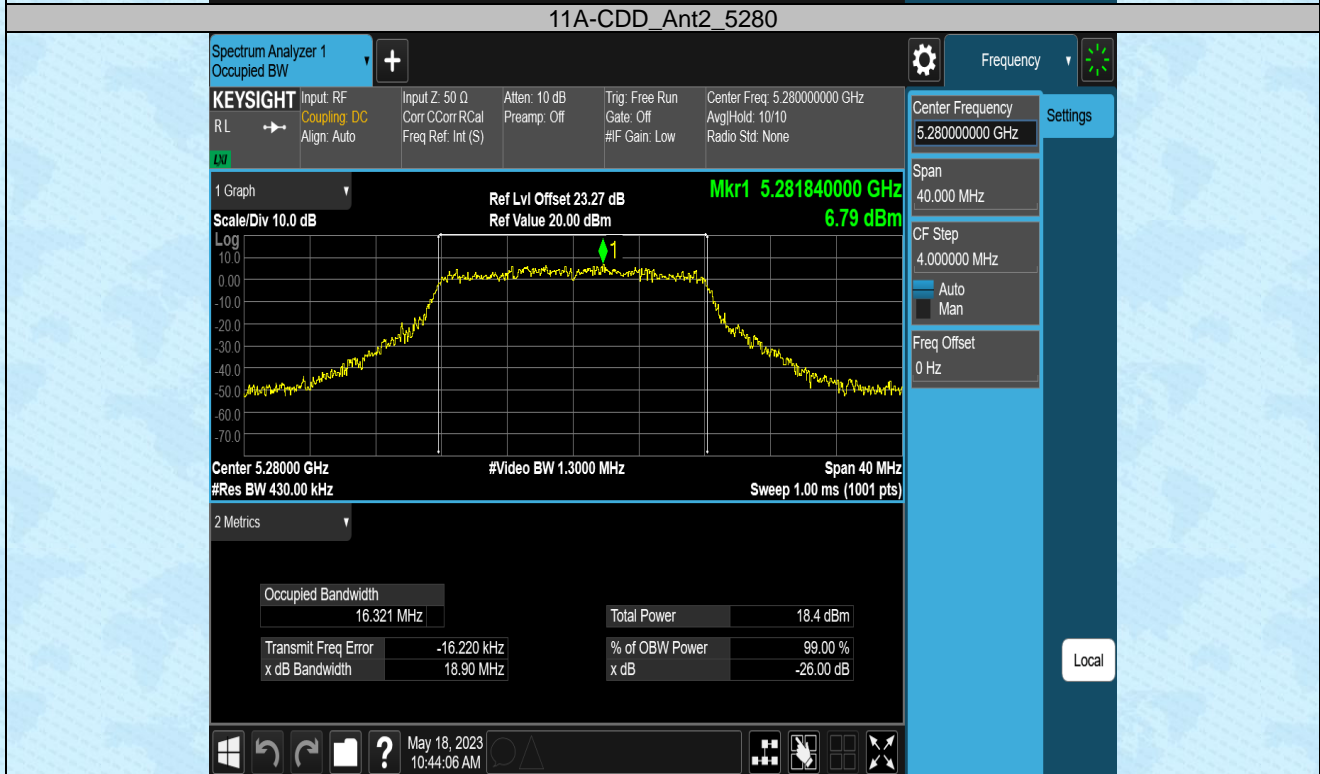 11A-CDD_Ant2_5280
Spectrum Analyzer 1
Occupied BW
+
Frequency
KEYSIGHT
R L
LXI
Input: RF
Coupling: DC
Align: Auto
Input Z: 50 Ω
Corr CCorr RCal
Freq Ref: Int (S)
Atten: 10 dB
Preamp: Off
Trig: Free Run
Gate: Off
#IF Gain: Low
Center Freq: 5.280000000 GHz
Avg|Hold: 10/10
Radio Std: None
Center Frequency
5.280000000 GHz
Settings
Span
40.000 MHz
CF Step
4.000000 MHz
Auto
Man
Freq Offset
0 Hz
Local
1 Graph
Scale/Div 10.0 dB
Ref Lvl Offset 23.27 dB
Ref Value 20.00 dBm
Mkr1 5.281840000 GHz
6.79 dBm
Log
1
10.0
0.00
-10.0
-20.0
-30.0
-40.0
-50.0
-60.0
-70.0
Center 5.28000 GHz
#Video BW 1.3000 MHz
Span 40 MHz
#Res BW 430.00 kHz
Sweep 1.00 ms (1001 pts)
2 Metrics
Occupied Bandwidth
16.321 MHz
Total Power 18.4 dBm
Transmit Freq Error -16.220 kHz
% of OBW Power 99.00 %
x dB Bandwidth 18.90 MHz
x dB -26.00 dB
?
May 18, 2023
10:44:06 AM